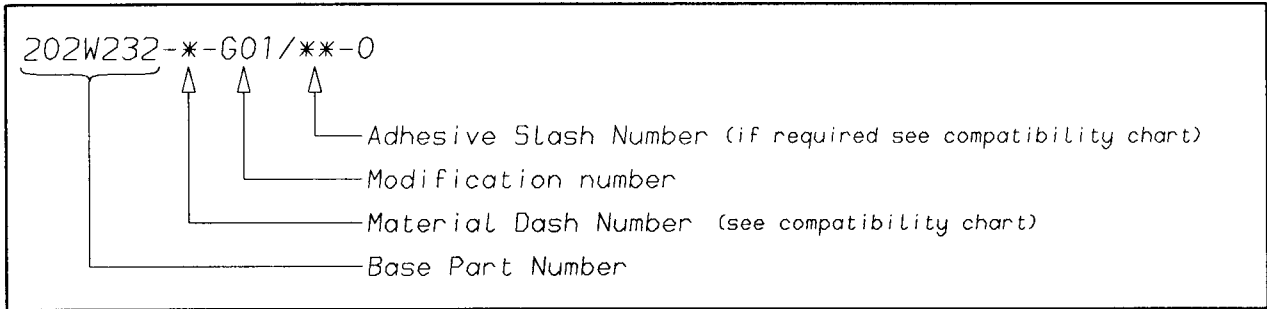 202W232-*-G01/**-0
Adhesive Slash Number (if required see compatibility chart)
Modification number
Material Dash Number (see compatibility chart)
Base Part Number